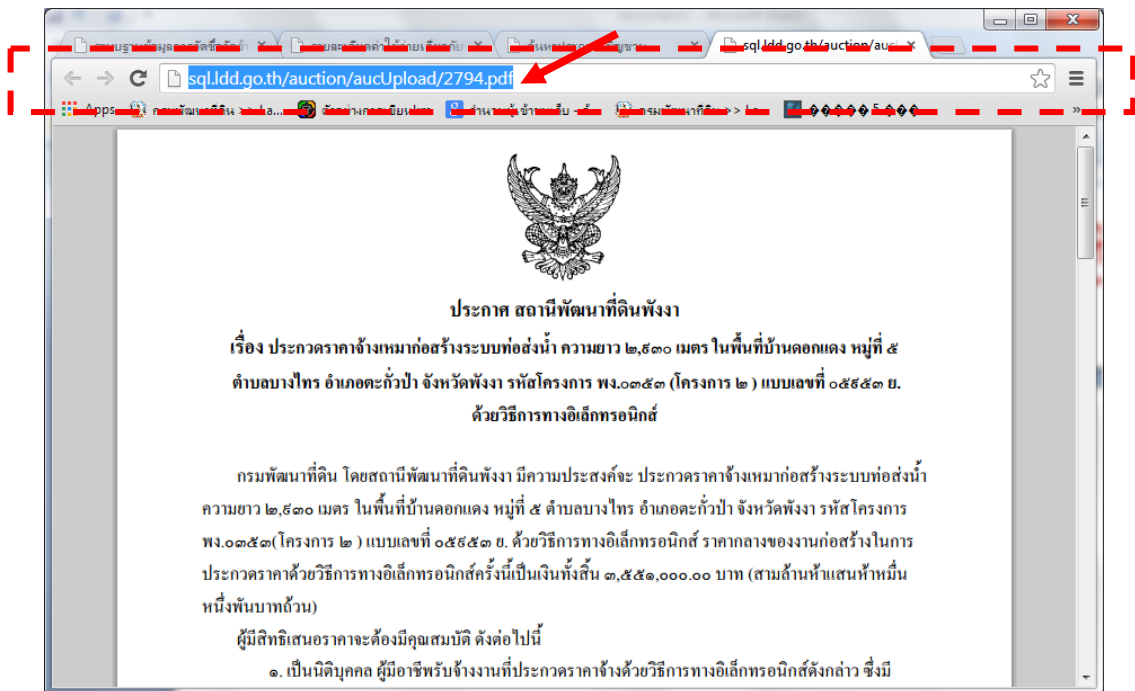 sql.ldd.go.th/auction/auc
sql.ldd.go.th/auction/aucUpload/2794.pdf
Apps
ประกาศ สถานีพัฒนาที่ดินพังงา
เรื่อง ประกวดราคาจ้างเหมาก่อสร้างระบบท่อส่งน้ำ ความยาว ๒,๙๓๐ เมตร ในพื้นที่บ้านดอกแดง หมู่ที่ ๕
ตำบลบางไทร อำเภอตะกั่วป่า จังหวัดพังงา รหัสโครงการ พง.๐๓๕๓ (โครงการ ๒ ) แบบเลขที่ ๐๕๙๕๓ ย.
ด้วยวิธีการทางอิเล็กทรอนิกส์
กรมพัฒนาที่ดิน โดยสถานีพัฒนาที่ดินพังงา มีความประสงค์จะ ประกวดราคาจ้างเหมาก่อสร้างระบบท่อส่งน้ำ
ความยาว ๒,๙๓๐ เมตร ในพื้นที่บ้านดอกแดง หมู่ที่ ๕ ตำบลบางไทร อำเภอตะกั่วป่า จังหวัดพังงา รหัสโครงการ
พง.๐๓๕๓(โครงการ ๒ ) แบบเลขที่ ๐๕๙๕๓ ย. ด้วยวิธีการทางอิเล็กทรอนิกส์ ราคากลางของงานก่อสร้างในการ
ประกวดราคาด้วยวิธีการทางอิเล็กทรอนิกส์ครั้งนี้เป็นเงินทั้งสิ้น ๓,๕๕๑,๐๐๐.๐๐ บาท (สามล้านห้าแสนห้าหมื่น
หนึ่งพันบาทถ้วน)
ผู้มีสิทธิเสนอราคาจะต้องมีคุณสมบัติ ดังต่อไปนี้
๑. เป็นนิติบุคคล ผู้มีอาชีพรับจ้างงานที่ประกวดราคาจ้างด้วยวิธีการทางอิเล็กทรอนิกส์ดังกล่าว ซึ่งมี